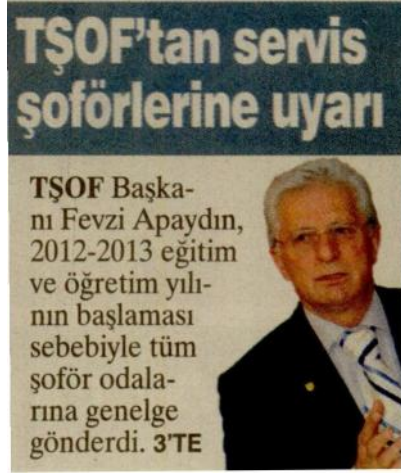 TŞOF'tan servis
şoförlerine uyarı
TŞOF Başka-
nı Fevzi Apaydın,
2012-2013 eğitim
ve öğretim yılı-
nın başlaması
sebebiyle tüm
şoför odala-
rına genelge
gönderdi. 3'TE